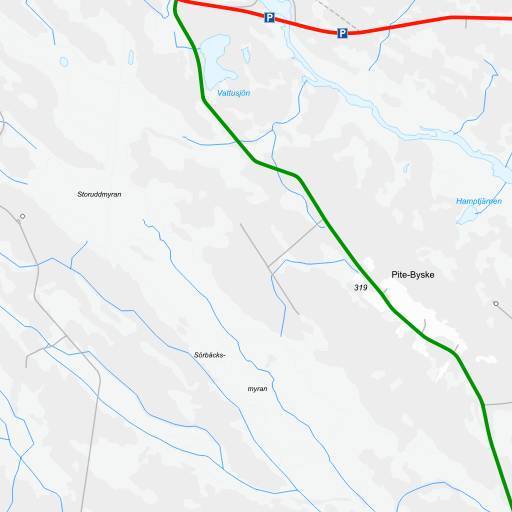 P
P
Vattusjön
Storuddmyran
Hamptjärnen
Pite-Byske
319
Sörbäcks-
myran